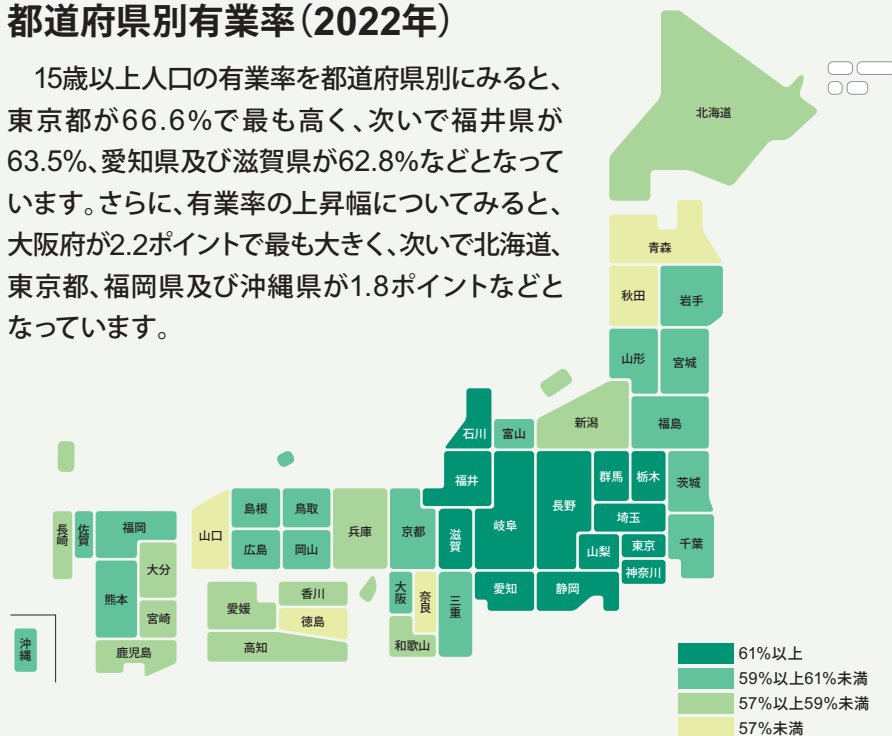 都道府県別有業率（2022年）
　15歳以上人口の有業率を都道府県別にみると、
東京都が66.6%で最も高く、次いで福井県が
63.5%、愛知県及び滋賀県が62.8%などとなって
います。さらに、有業率の上昇幅についてみると、
大阪府が2.2ポイントで最も大きく、次いで北海道、
東京都、福岡県及び沖縄県が1.8ポイントなどと
なっています。
北海道
青森
秋田
岩手
山形
宮城
新潟
福島
石川
富山
福井
岐阜
長野
群馬
栃木
茨城
埼玉
山梨
東京
千葉
神奈川
滋賀
愛知
静岡
京都
兵庫
大阪
奈良
三重
和歌山
鳥取
島根
岡山
広島
山口
香川
愛媛
徳島
高知
福岡
佐賀
長崎
大分
熊本
宮崎
鹿児島
沖縄
61%以上
59%以上61%未満
57%以上59%未満
57%未満